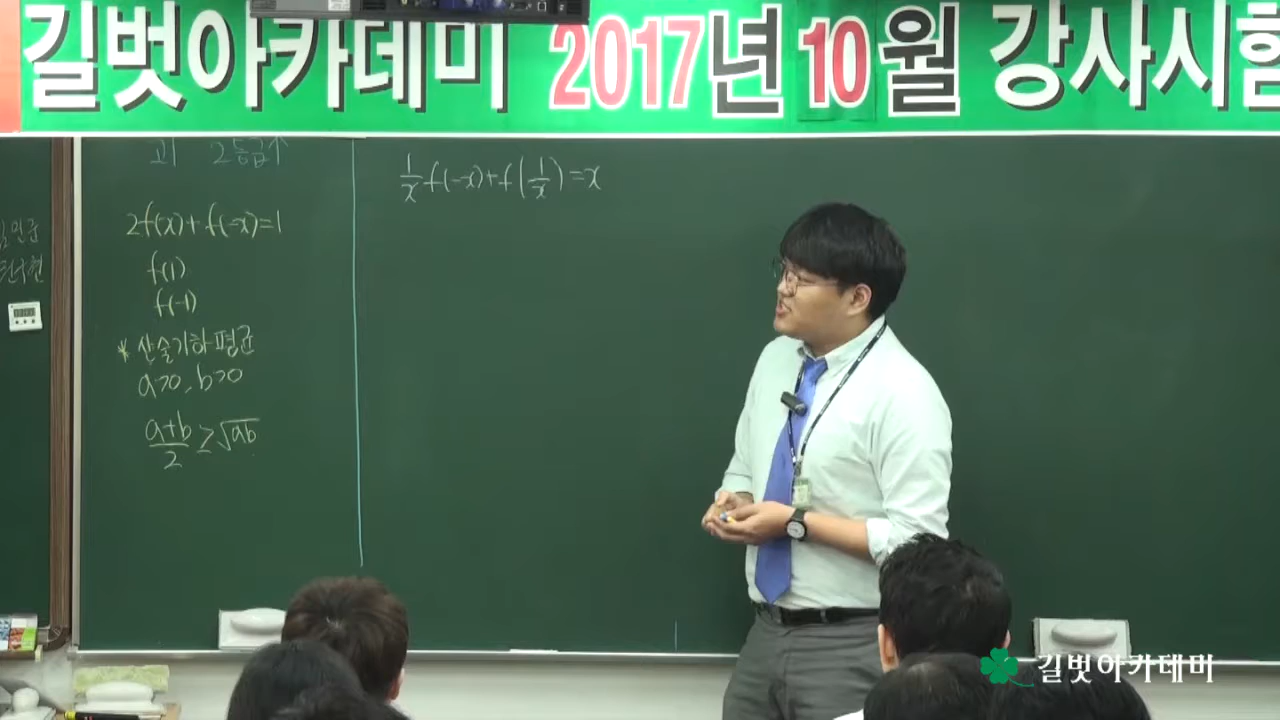 길벗아카데미 2017년 10월 강사시험
고1 2등급↑
2f(x)+f(-x)=1
f(1)
f(-1)
* 산술기하평균
a>0, b>0
a+b/2 ≥ √ab
1/x f(-x)+f(1/x)=x
길벗아카데미